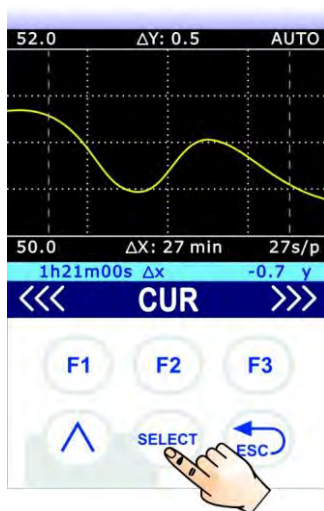 52.0 ΔY: 0.5 AUTO
50.0 ΔX: 27 min 27s/p
1h21m00s Δx -0.7 y
<<< CUR >>>
F1 F2 F3
SELECT ESC